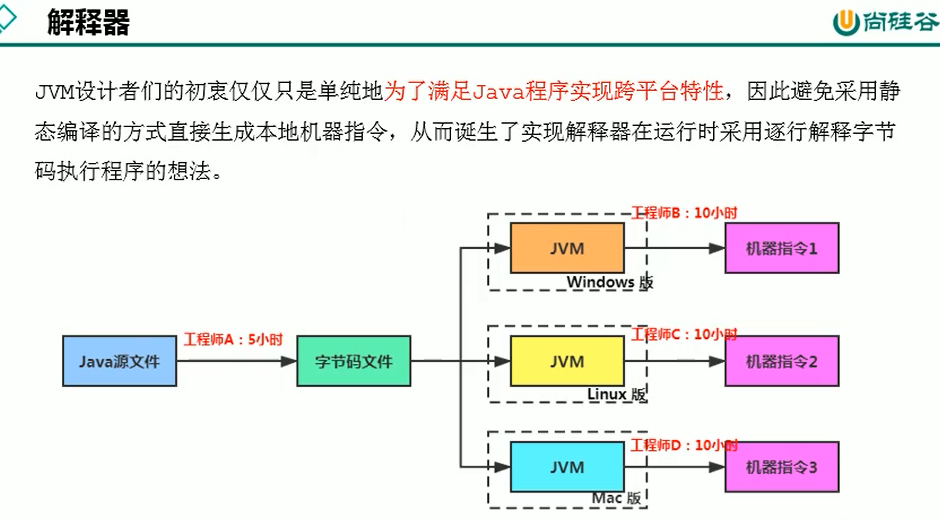 解释器
尚硅谷
JVM设计者们的初衷仅仅只是单纯地为了满足Java程序实现跨平台特性，因此避免采用静
态编译的方式直接生成本地机器指令，从而诞生了实现解释器在运行时采用逐行解释字节
码执行程序的想法。
工程师B：10小时
JVM
机器指令1
Windows 版
工程师A：5小时
工程师C：10小时
Java源文件
字节码文件
JVM
机器指令2
Linux 版
工程师D：10小时
JVM
机器指令3
Mac 版